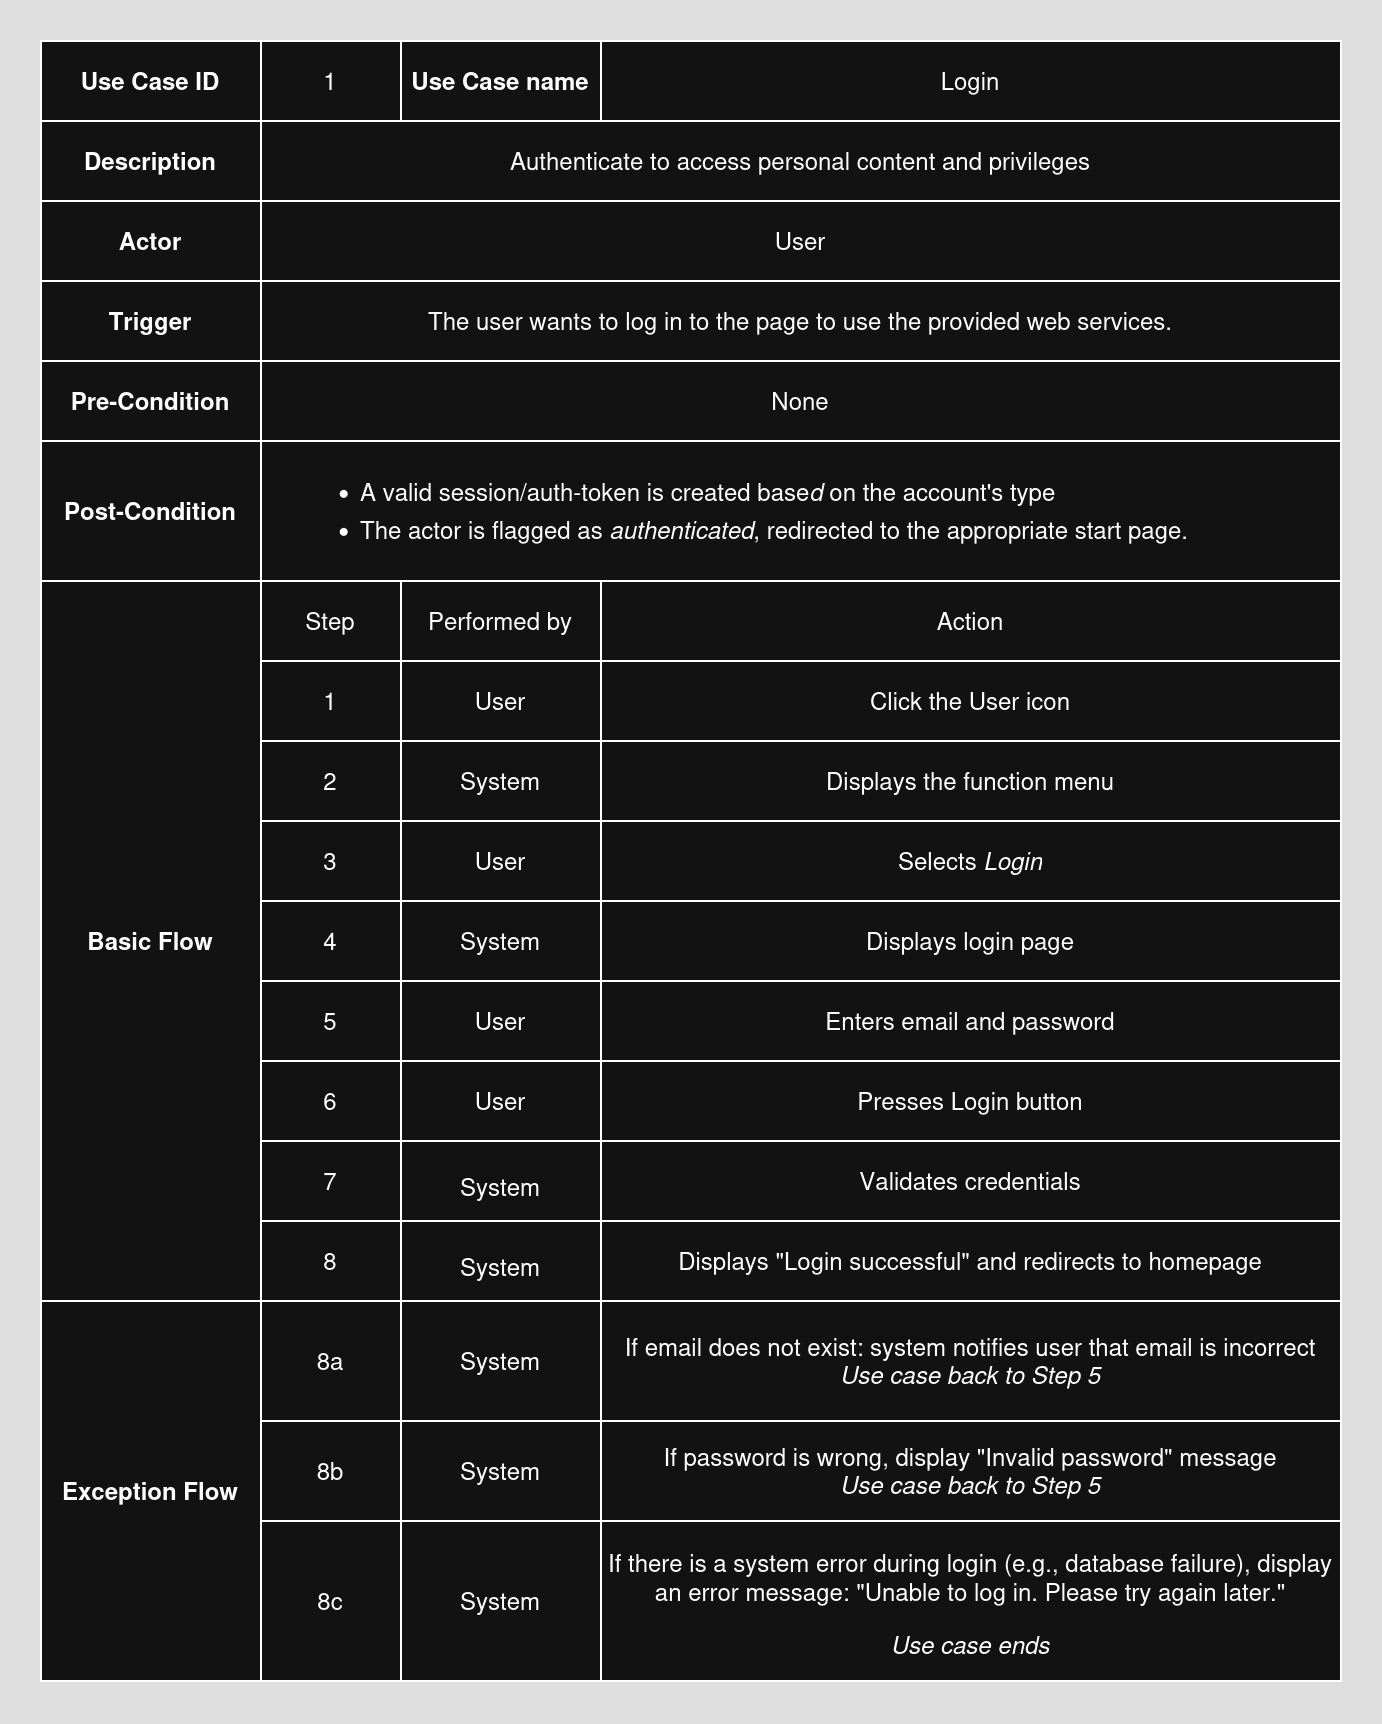 Use Case ID
1
Use Case name
Login
Description
Authenticate to access personal content and privileges
Actor
User
Trigger
The user wants to log in to the page to use the provided web services.
Pre-Condition
None
Post-Condition
• A valid session/auth-token is created based on the account's type
• The actor is flagged as authenticated, redirected to the appropriate start page.
Basic Flow
Step
Performed by
Action
1
User
Click the User icon
2
System
Displays the function menu
3
User
Selects Login
4
System
Displays login page
5
User
Enters email and password
6
User
Presses Login button
7
System
Validates credentials
8
System
Displays "Login successful" and redirects to homepage
Exception Flow
8a
System
If email does not exist: system notifies user that email is incorrect
Use case back to Step 5
8b
System
If password is wrong, display "Invalid password" message
Use case back to Step 5
8c
System
If there is a system error during login (e.g., database failure), display
an error message: "Unable to log in. Please try again later."
Use case ends